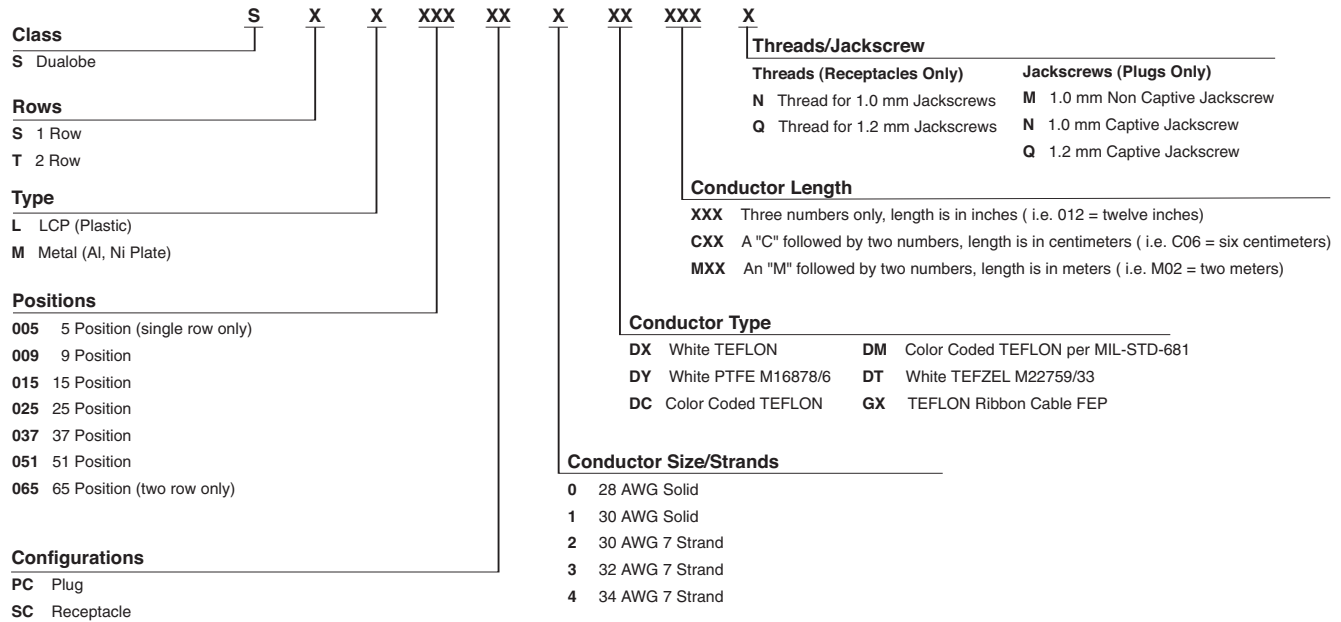 S X X XXX XX X XX XXX X
Class
S Dualobe
Rows
S 1 Row
T 2 Row
Type
L LCP (Plastic)
M Metal (Al, Ni Plate)
Positions
005 5 Position (single row only)
009 9 Position
015 15 Position
025 25 Position
037 37 Position
051 51 Position
065 65 Position (two row only)
Configurations
PC Plug
SC Receptacle
Conductor Size/Strands
0 28 AWG Solid
1 30 AWG Solid
2 30 AWG 7 Strand
3 32 AWG 7 Strand
4 34 AWG 7 Strand
Conductor Type
DX White TEFLON
DY White PTFE M16878/6
DC Color Coded TEFLON
DM Color Coded TEFLON per MIL-STD-681
DT White TEFZEL M22759/33
GX TEFLON Ribbon Cable FEP
Conductor Length
XXX Three numbers only, length is in inches ( i.e. 012 = twelve inches)
CXX A "C" followed by two numbers, length is in centimeters ( i.e. C06 = six centimeters)
MXX An "M" followed by two numbers, length is in meters ( i.e. M02 = two meters)
Threads/Jackscrew
Threads (Receptacles Only)
N Thread for 1.0 mm Jackscrews
Q Thread for 1.2 mm Jackscrews
Jackscrews (Plugs Only)
M 1.0 mm Non Captive Jackscrew
N 1.0 mm Captive Jackscrew
Q 1.2 mm Captive Jackscrew